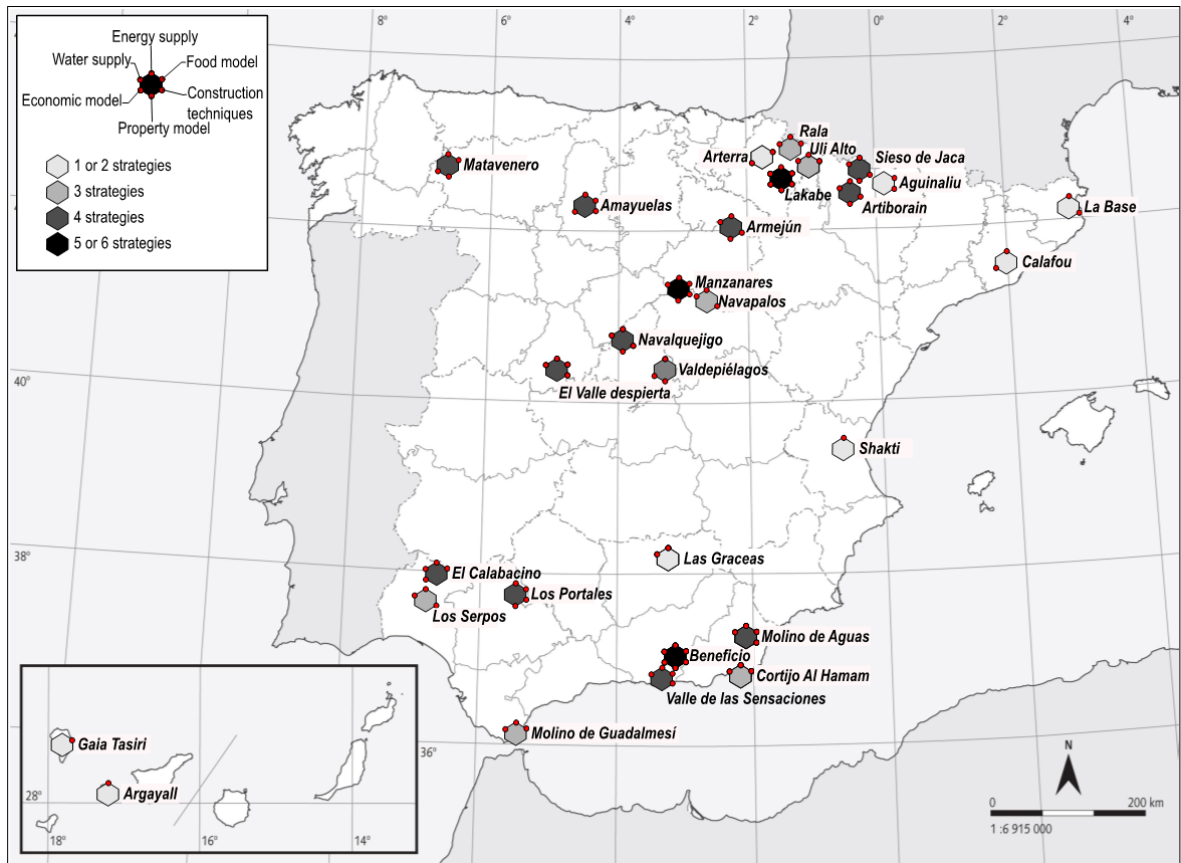 6°
4°
2°
0°
2°
4°
Energy supply
Water supply
Food model
Economic model
Construction
techniques
Property model
1 or 2 strategies
3 strategies
4 strategies
5 or 6 strategies
Rala
Arterra
Uli Alto
Sieso de Jaca
Matavenero
Lakabe
Aguinaliu
Amayuelas
Artiborain
La Base
Armejún
Calafou
Manzanares
Navapalos
Navalquejigo
Valdepiélagos
40°
El Valle despierta
Shakti
38°
Las Graceas
El Calabacino
Los Portales
Los Serpos
Molino de Aguas
Beneficio
Cortijo Al Hamam
Valle de las Sensaciones
Molino de Guadalmesí
36°
Gaia Tasiri
Argayall
28°
18°
16°
14°
N
0
200 km
1 :6 915 000